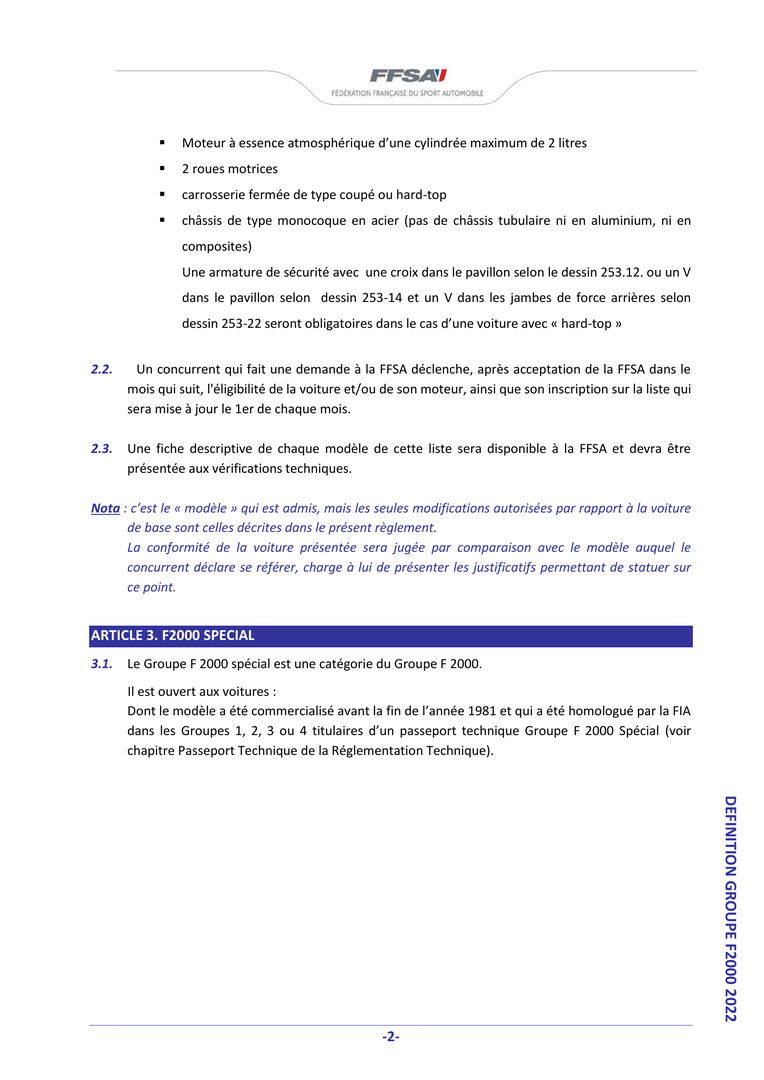 FFSA
FÉDÉRATION FRANÇAISE DU SPORT AUTOMOBILE
▪ Moteur à essence atmosphérique d’une cylindrée maximum de 2 litres
▪ 2 roues motrices
▪ carrosserie fermée de type coupé ou hard-top
▪ châssis de type monocoque en acier (pas de châssis tubulaire ni en aluminium, ni en
composites)
Une armature de sécurité avec une croix dans le pavillon selon le dessin 253.12. ou un V
dans le pavillon selon dessin 253-14 et un V dans les jambes de force arrières selon
dessin 253-22 seront obligatoires dans le cas d’une voiture avec « hard-top »
2.2. Un concurrent qui fait une demande à la FFSA déclenche, après acceptation de la FFSA dans le
mois qui suit, l'éligibilité de la voiture et/ou de son moteur, ainsi que son inscription sur la liste qui
sera mise à jour le 1er de chaque mois.
2.3. Une fiche descriptive de chaque modèle de cette liste sera disponible à la FFSA et devra être
présentée aux vérifications techniques.
Nota : c’est le « modèle » qui est admis, mais les seules modifications autorisées par rapport à la voiture
de base sont celles décrites dans le présent règlement.
La conformité de la voiture présentée sera jugée par comparaison avec le modèle auquel le
concurrent déclare se référer, charge à lui de présenter les justificatifs permettant de statuer sur
ce point.
ARTICLE 3. F2000 SPECIAL
3.1. Le Groupe F 2000 spécial est une catégorie du Groupe F 2000.
Il est ouvert aux voitures :
Dont le modèle a été commercialisé avant la fin de l’année 1981 et qui a été homologué par la FIA
dans les Groupes 1, 2, 3 ou 4 titulaires d’un passeport technique Groupe F 2000 Spécial (voir
chapitre Passeport Technique de la Réglementation Technique).
DEFINITION GROUPE F2000 2022
-2-